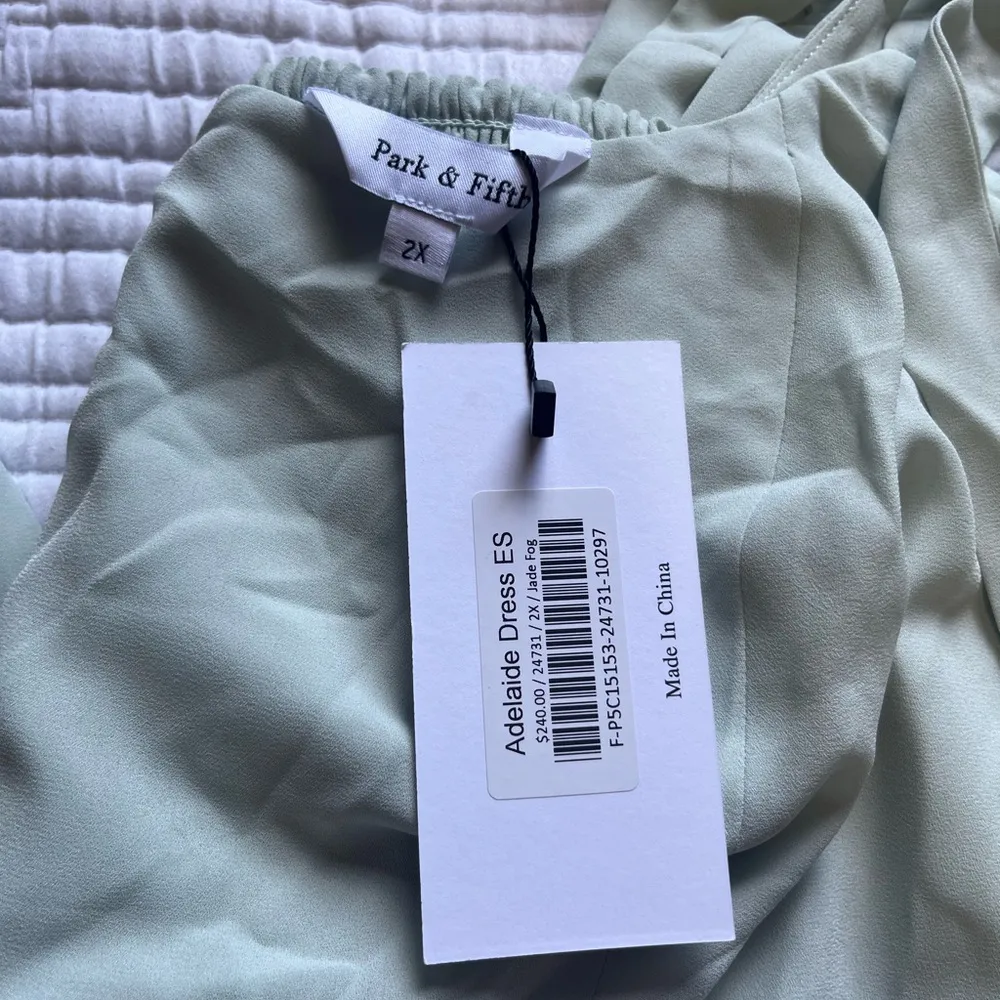 Park & Fifth
2X
Adelaide Dress ES
$240.00 / 24731 / 2X / Jade Fog
F-P5C15153-24731-10297
Made In China